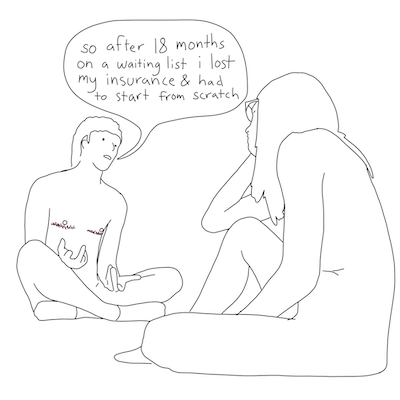 so after 18 months
on a waiting list i lost
my insurance & had
to start from scratch